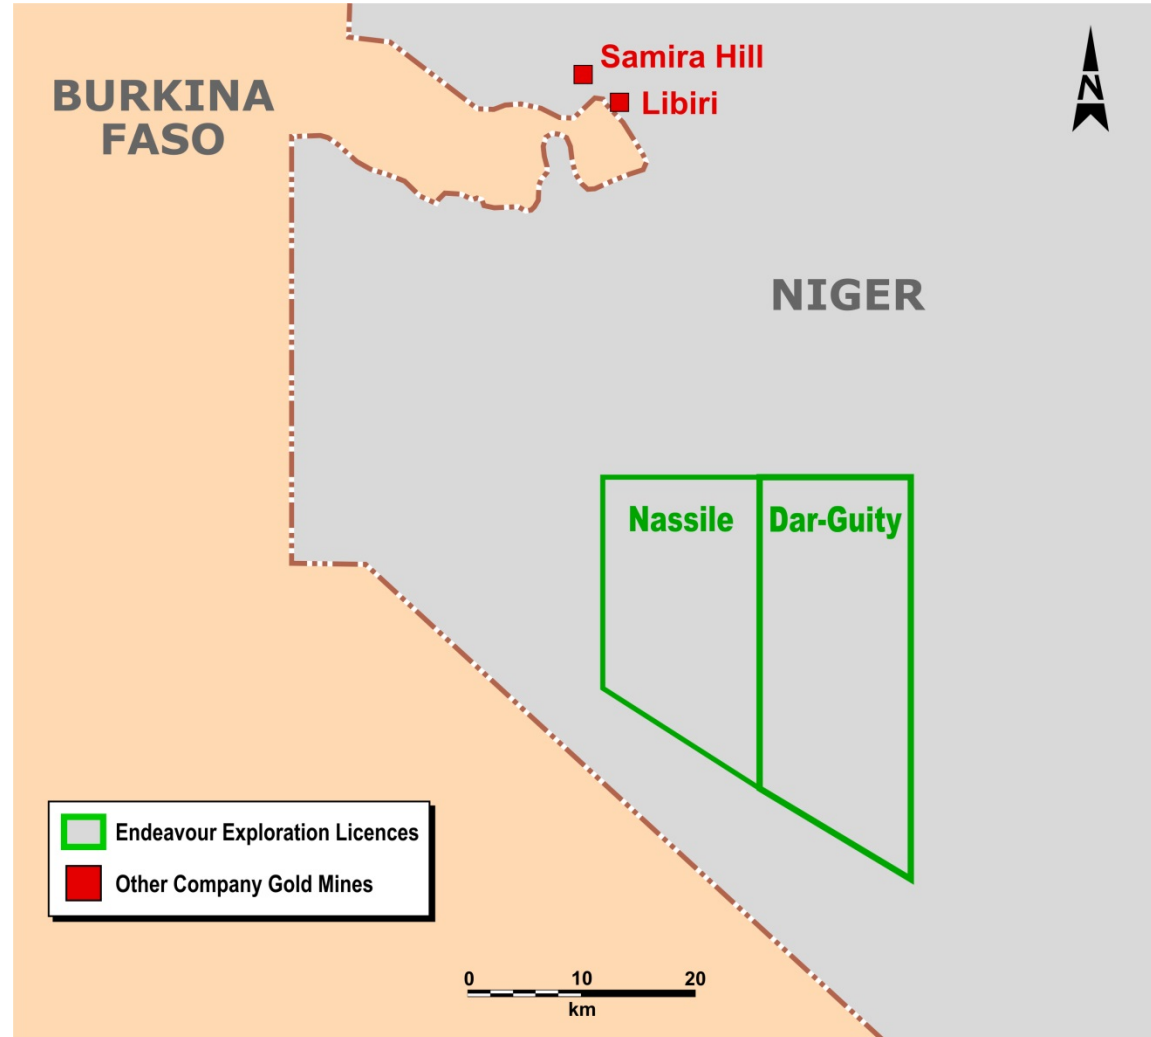 BURKINA
FASO
Samira Hill
Libiri
N
NIGER
Nassile
Dar-Guity
Endeavour Exploration Licences
Other Company Gold Mines
0 10 20
km